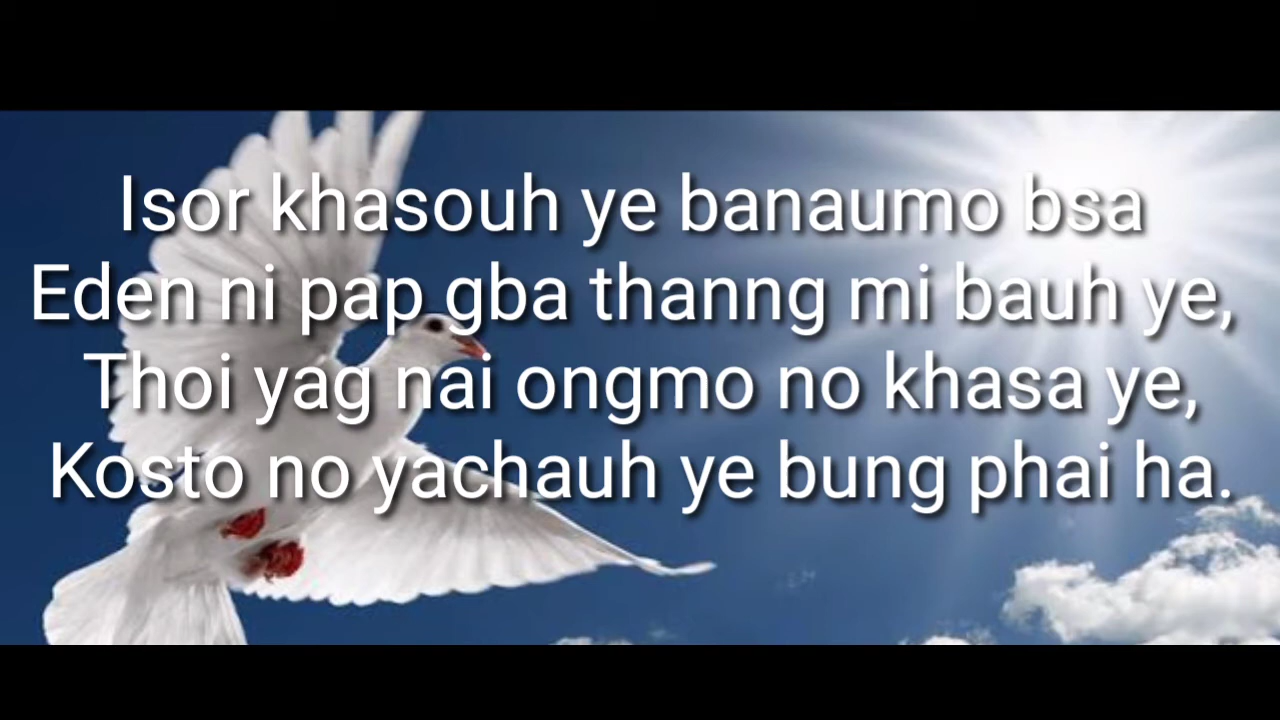 Isor khasouh ye banaumo bsa
Eden ni pap gba thanng mi bauh ye,
Thoi yag nai ongmo no khasa ye,
Kosto no yachauh ye bung phai ha.